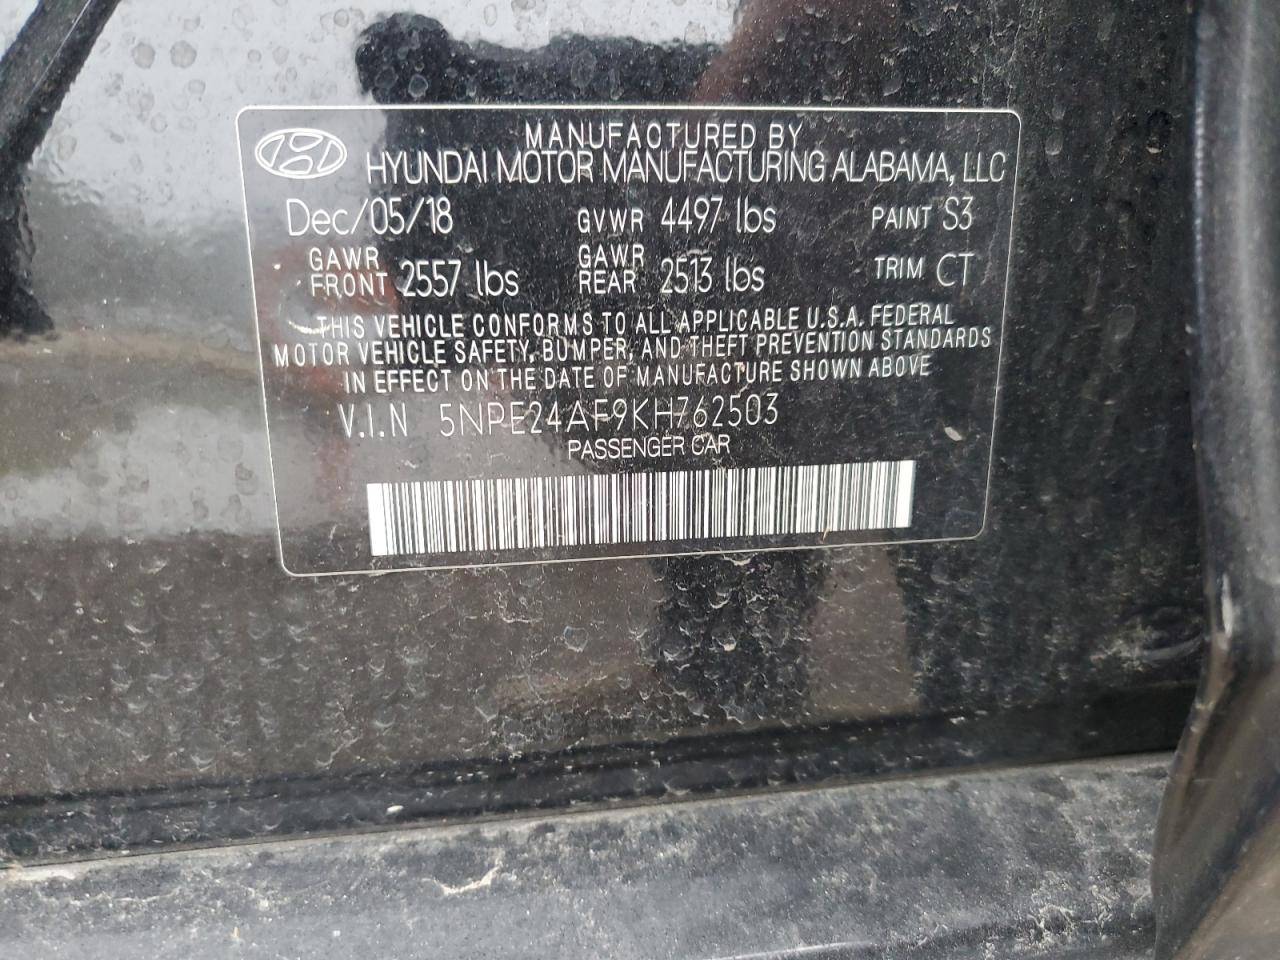 MANUFACTURED BY
HYUNDAI MOTOR MANUFACTURING ALABAMA, LLC
Dec/05/18 GVWR 4497 lbs PAINT S3
GAWR FRONT 2557 lbs GAWR REAR 2513 lbs TRIM CT
THIS VEHICLE CONFORMS TO ALL APPLICABLE U.S.A. FEDERAL
MOTOR VEHICLE SAFETY, BUMPER, AND THEFT PREVENTION STANDARDS
IN EFFECT ON THE DATE OF MANUFACTURE SHOWN ABOVE
V.I.N 5NPE24AF9KH762503
PASSENGER CAR